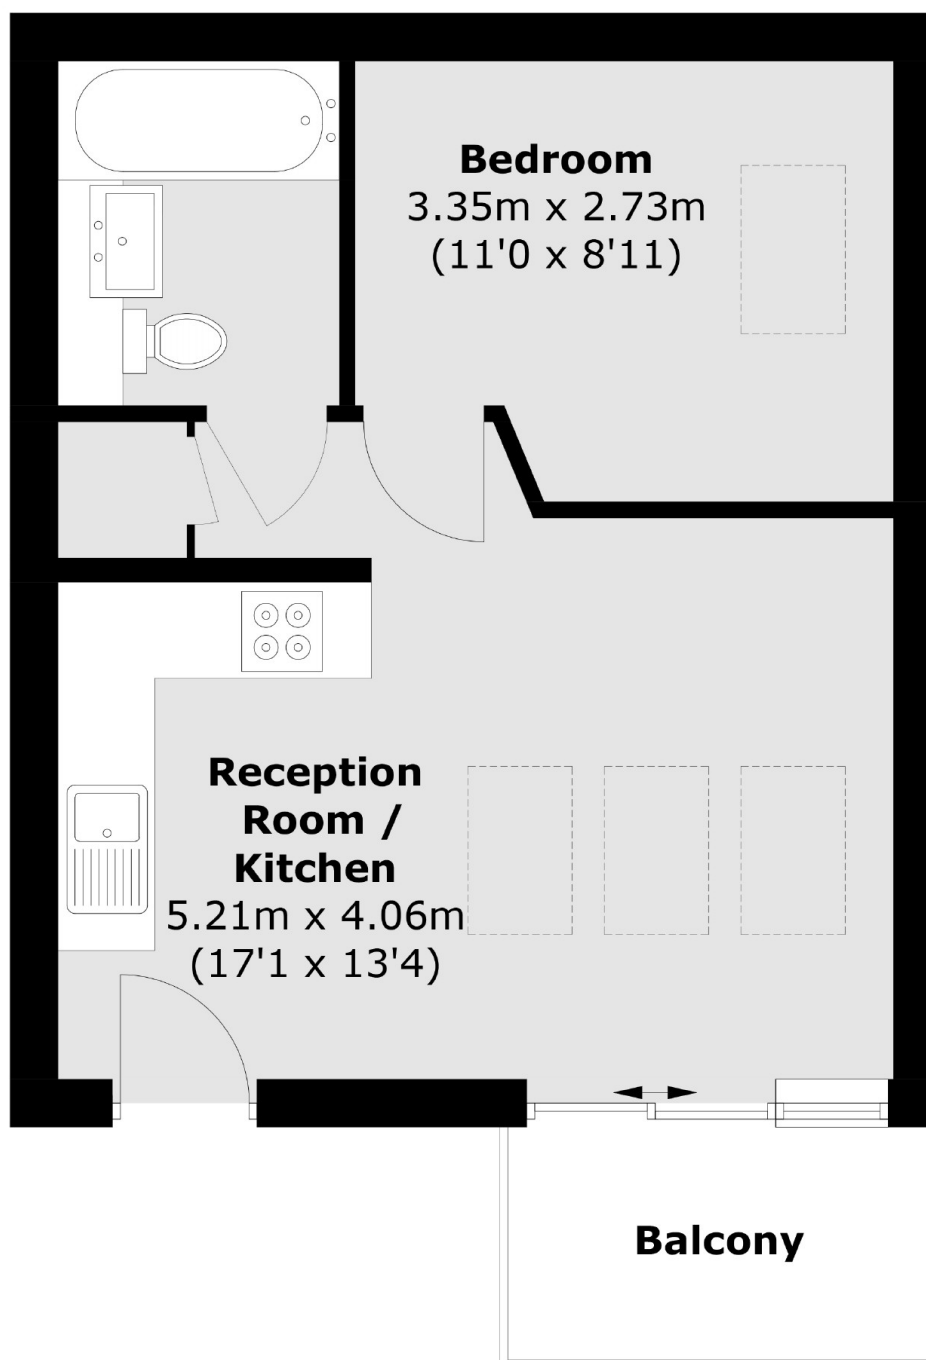 Bedroom
3.35m x 2.73m
(11'0 x 8'11)
Reception
Room /
Kitchen
5.21m x 4.06m
(17'1 x 13'4)
Balcony